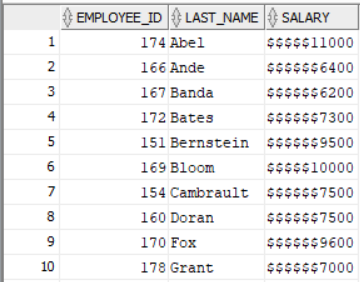 EMPLOYEE_ID LAST_NAME SALARY
1 174 Abel $$$$$11000
2 166 Ande $$$$$$6400
3 167 Banda $$$$$$6200
4 172 Bates $$$$$$7300
5 151 Bernstein $$$$$$9500
6 169 Bloom $$$$$10000
7 154 Cambrault $$$$$$7500
8 160 Doran $$$$$$7500
9 170 Fox $$$$$$9600
10 178 Grant $$$$$$7000